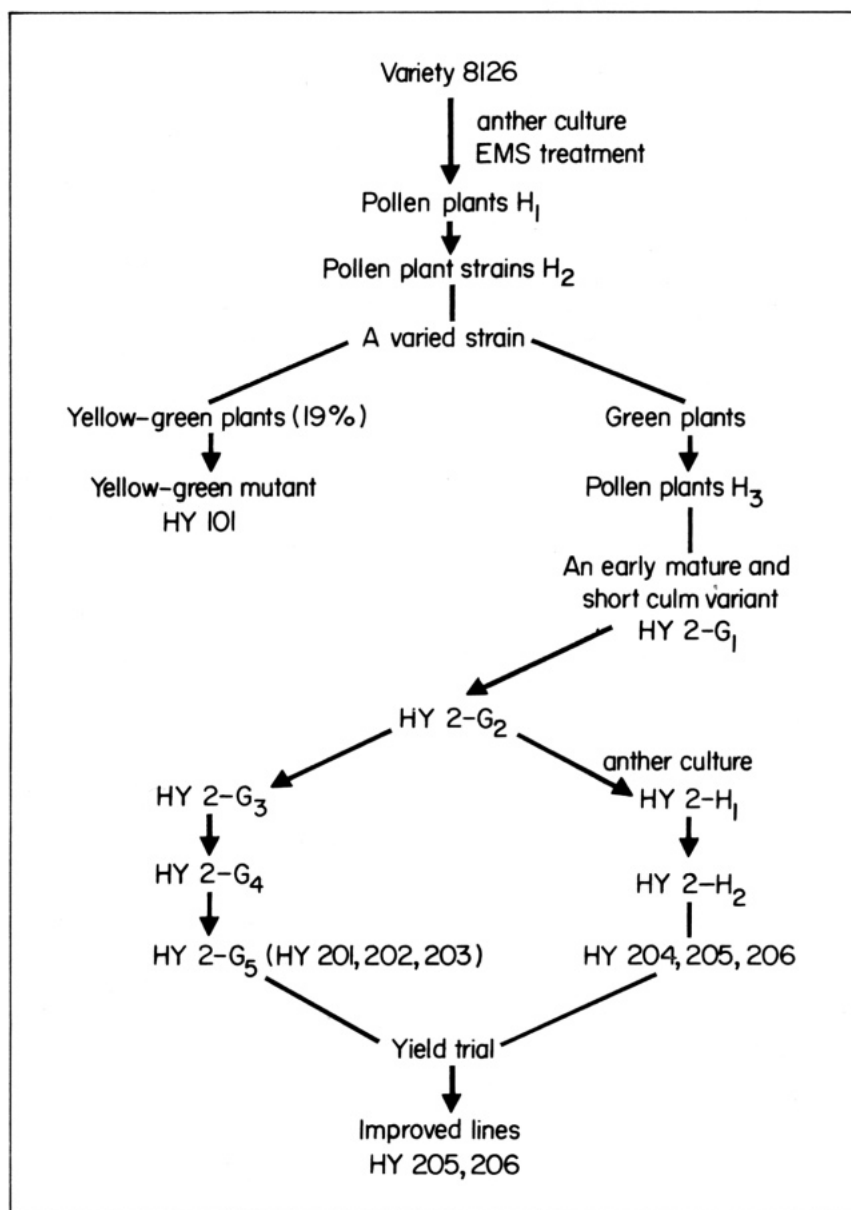 Variety 8126
anther culture
EMS treatment
Pollen plants H₁
Pollen plant strains H₂
A varied strain
Yellow-green plants (19%)
Green plants
Yellow-green mutant
HY 101
Pollen plants H₃
An early mature and
short culm variant
HY 2-G₁
HY 2-G₂
anther culture
HY 2-G₃
HY 2-H₁
HY 2-G₄
HY 2-H₂
HY 2-G₅ (HY 201, 202, 203)
HY 204, 205, 206
Yield trial
Improved lines
HY 205, 206